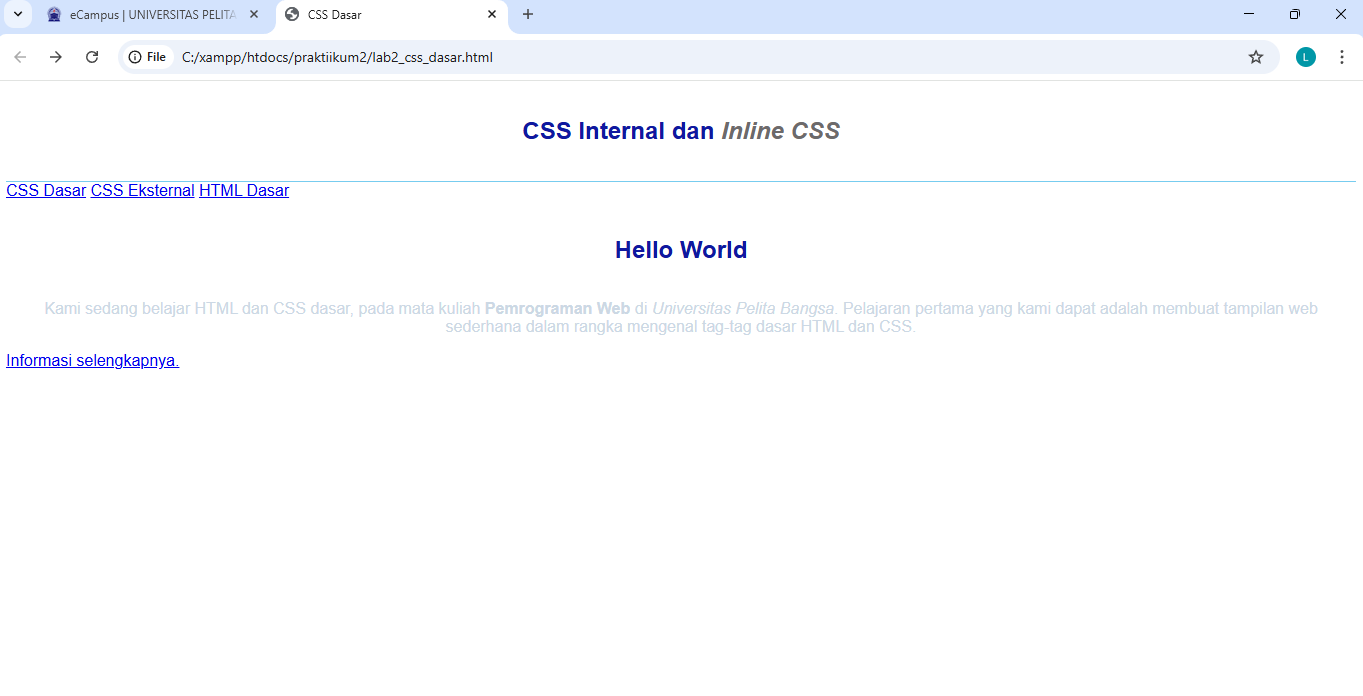 eCampus | UNIVERSITAS PELITA
CSS Dasar
File
C:/xampp/htdocs/praktiikum2/lab2_css_dasar.html
L
CSS Internal dan Inline CSS
CSS Dasar CSS Eksternal HTML Dasar
Hello World
Kami sedang belajar HTML dan CSS dasar, pada mata kuliah Pemrograman Web di Universitas Pelita Bangsa. Pelajaran pertama yang kami dapat adalah membuat tampilan web
sederhana dalam rangka mengenal tag-tag dasar HTML dan CSS.
Informasi selengkapnya.